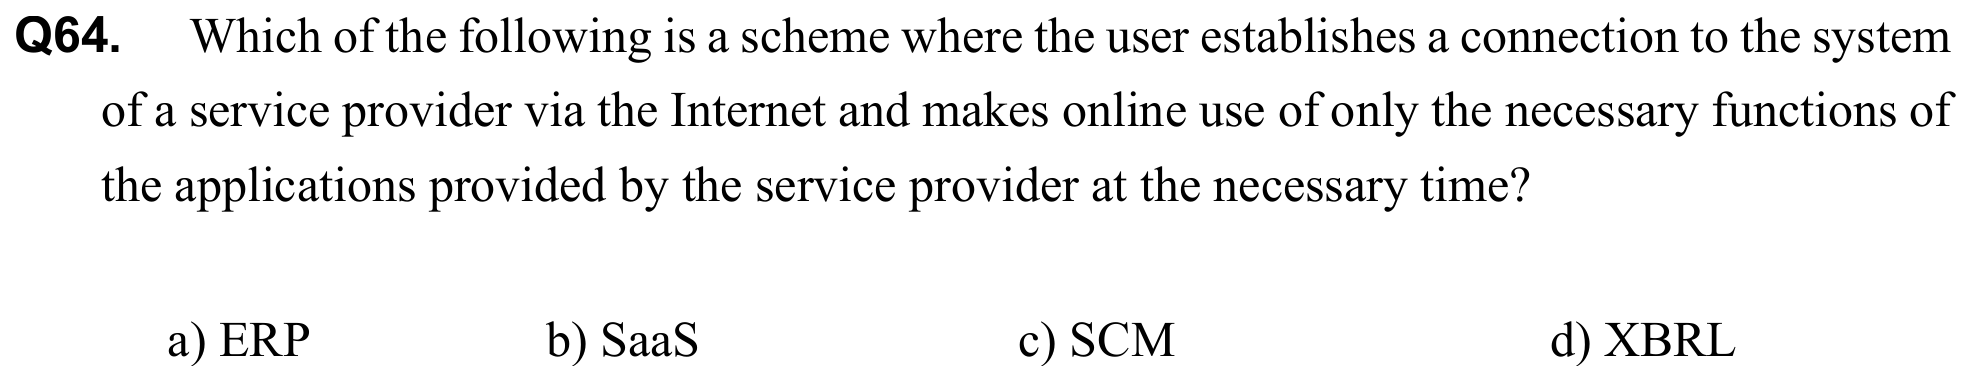 Q64. Which of the following is a scheme where the user establishes a connection to the system
of a service provider via the Internet and makes online use of only the necessary functions of
the applications provided by the service provider at the necessary time?
a) ERP b) SaaS c) SCM d) XBRL